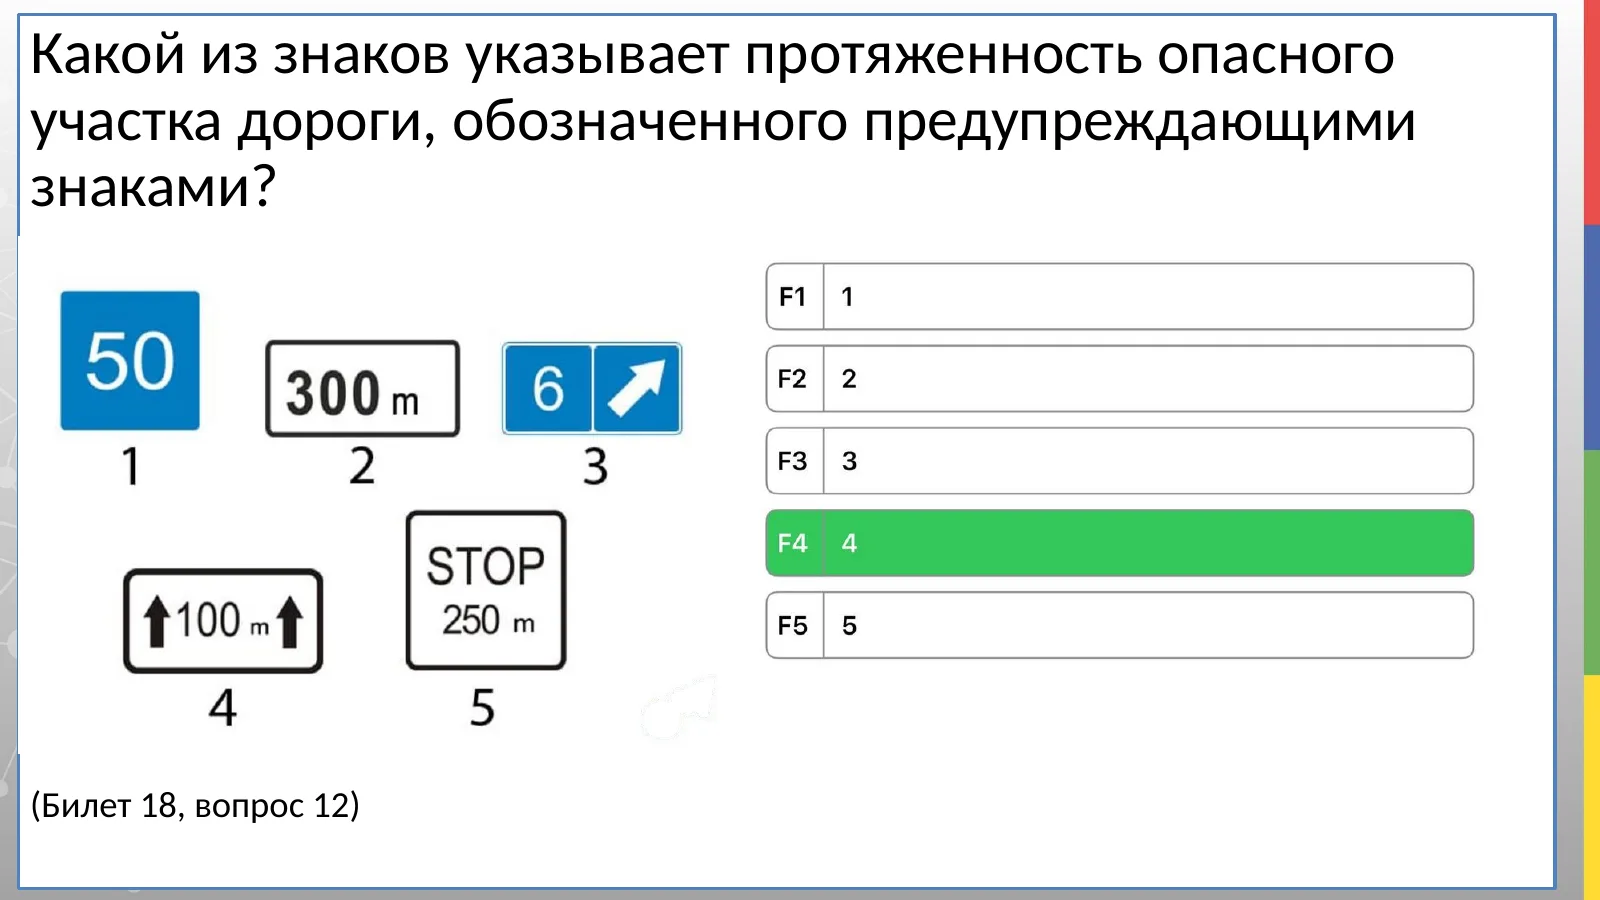 Какой из знаков указывает протяженность опасного
участка дороги, обозначенного предупреждающими
знаками?
50
300 m
6
1
2
3
100 m
STOP
250 m
4
5
F1 1
F2 2
F3 3
F4 4
F5 5
(Билет 18, вопрос 12)